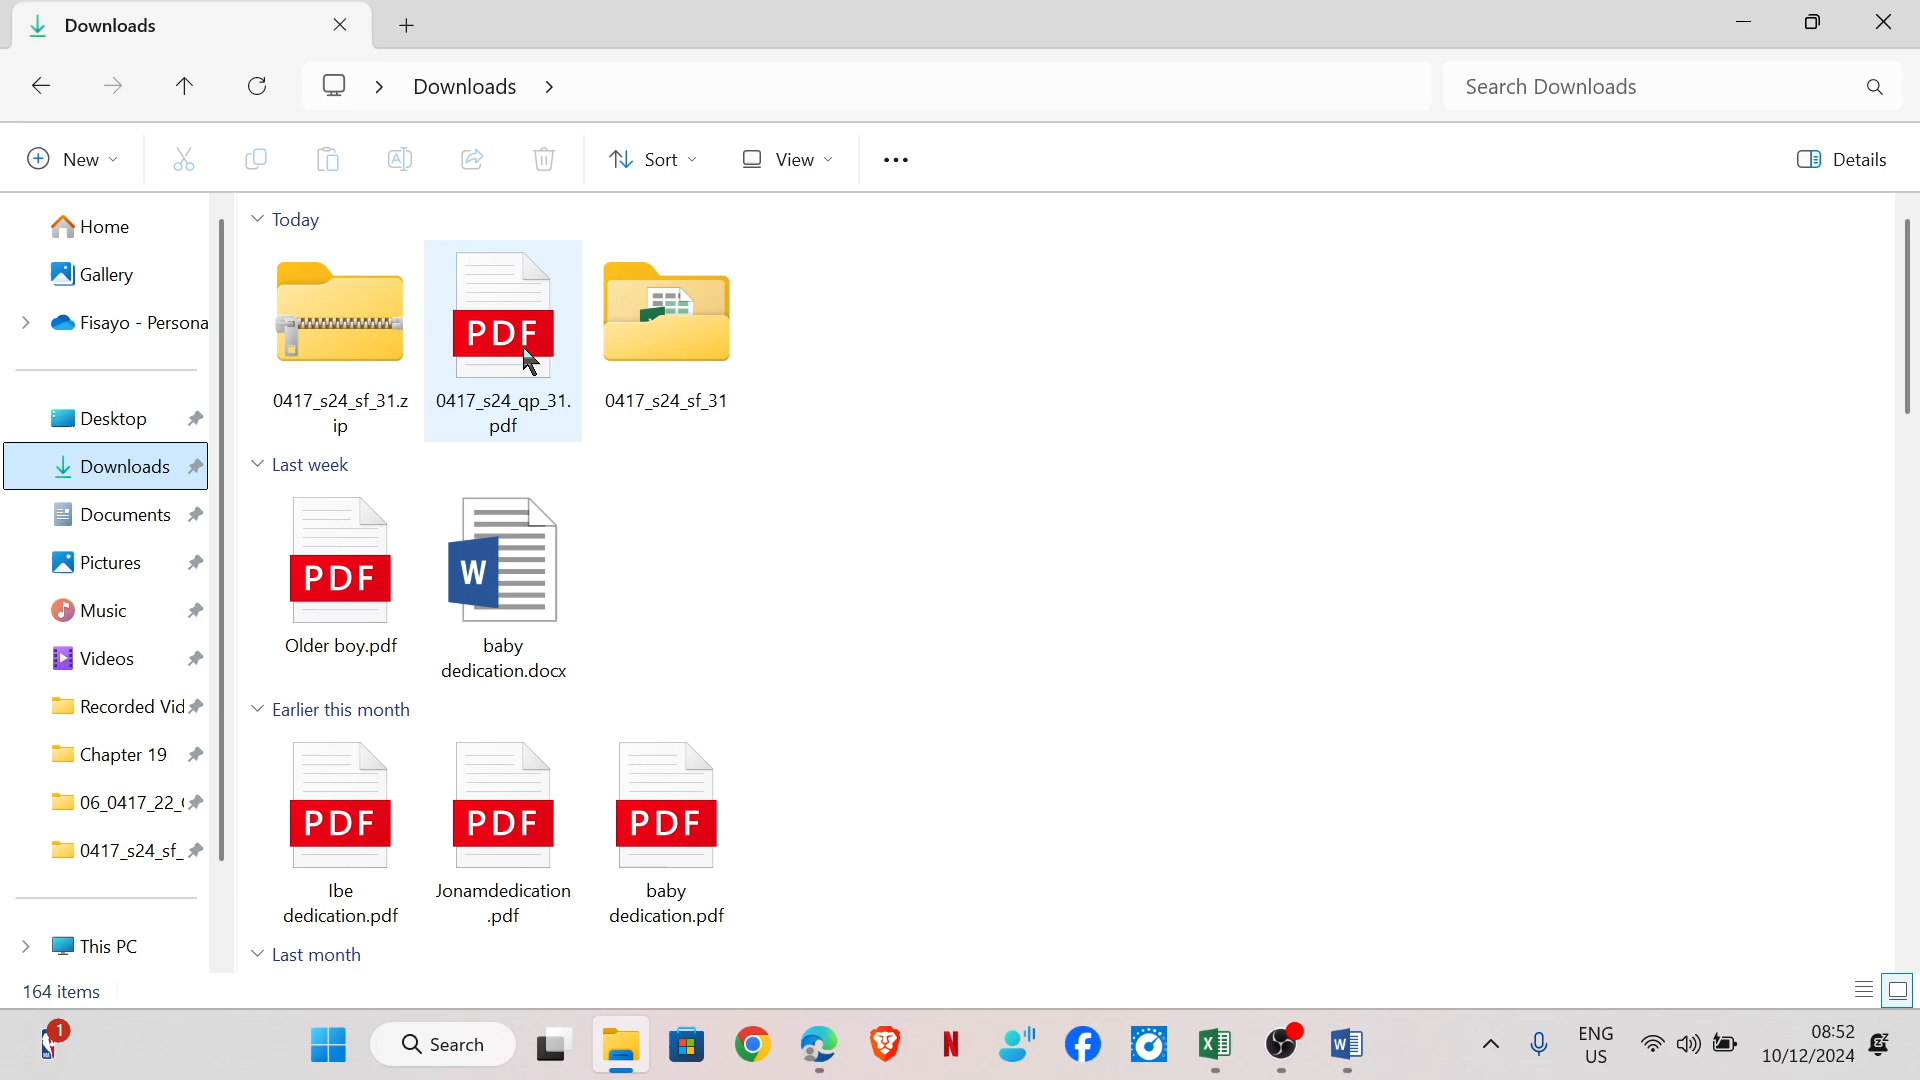 Downloads
Downloads
Search Downloads
New
Sort
View
Details
Home
Gallery
Fisayo - Persona
Desktop
Downloads
Documents
Pictures
Music
Videos
Recorded Vid
Chapter 19
06_0417_22_
0417_s24_sf_
This PC
Today
0417_s24_sf_31.z
ip
PDF
0417_s24_qp_31.
pdf
0417_s24_sf_31
Last week
PDF
Older boy.pdf
W
baby
dedication.docx
Earlier this month
PDF
Ibe
dedication.pdf
PDF
Jonamdedication
.pdf
PDF
baby
dedication.pdf
Last month
164 items
1
Search
N
X
W
ENG
US
08:52
10/12/2024